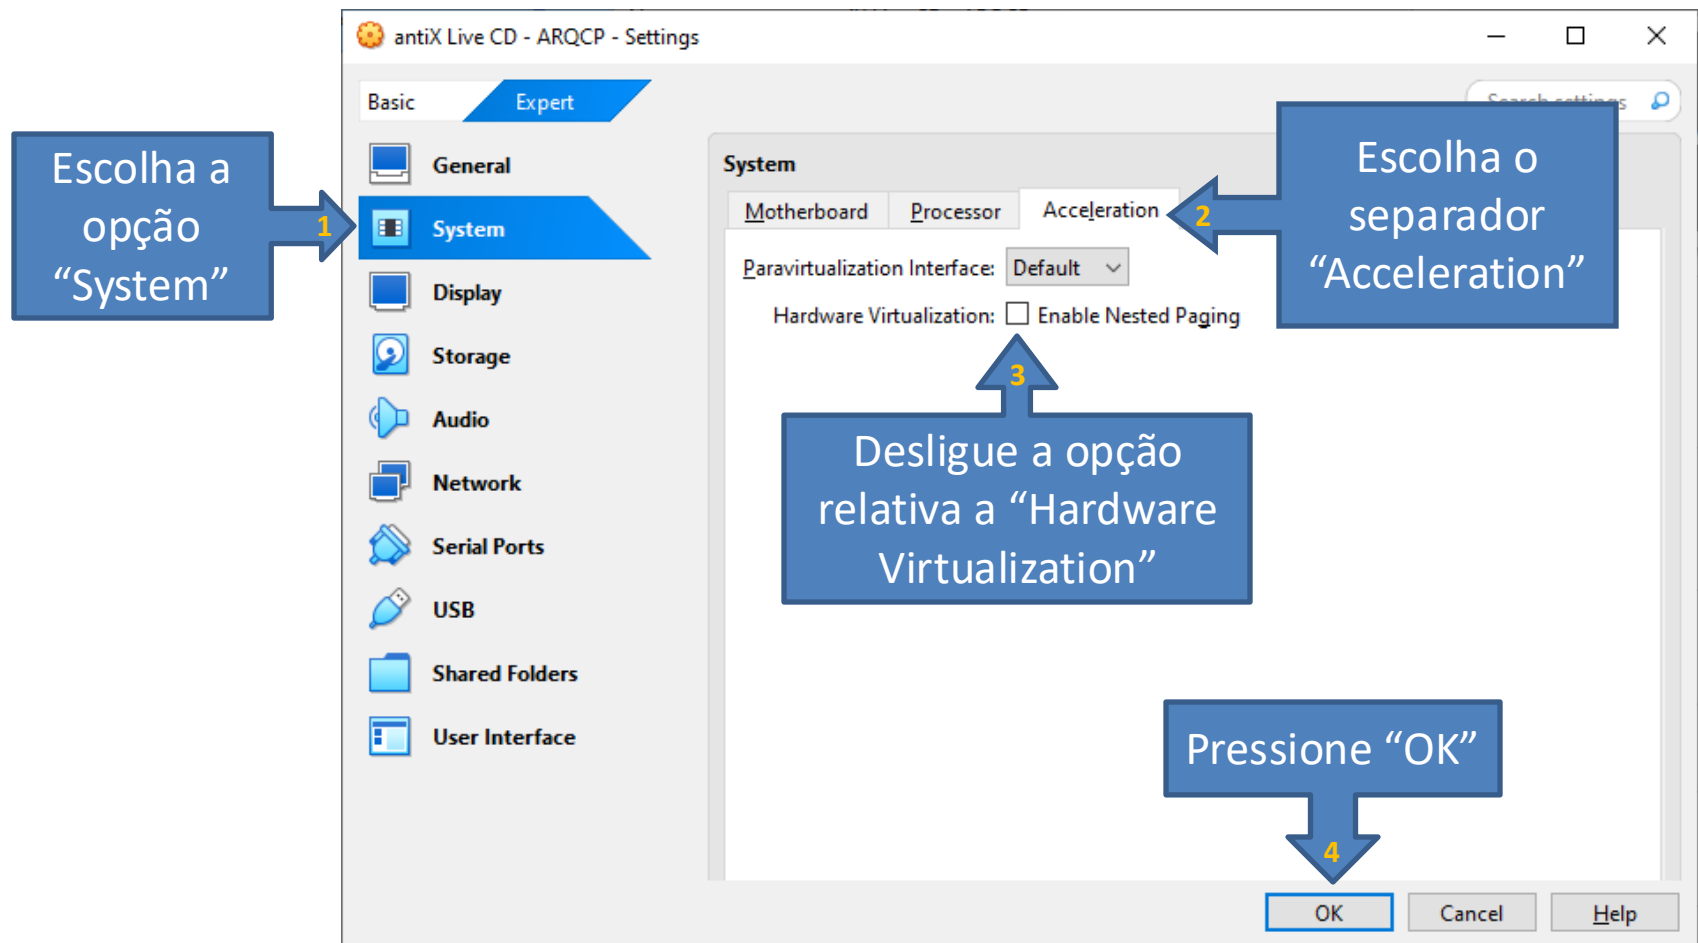 antiX Live CD - ARQCP - Settings
Basic
Expert
Search settings
Escolha a
opção
“System”
1
General
System
Display
Storage
Audio
Network
Serial Ports
USB
Shared Folders
User Interface
System
Motherboard
Processor
Acceleration
2
Escolha o
separador
“Acceleration”
Paravirtualization Interface: Default
Hardware Virtualization: Enable Nested Paging
3
Desligue a opção
relativa a “Hardware
Virtualization”
Pressione “OK”
4
OK
Cancel
Help